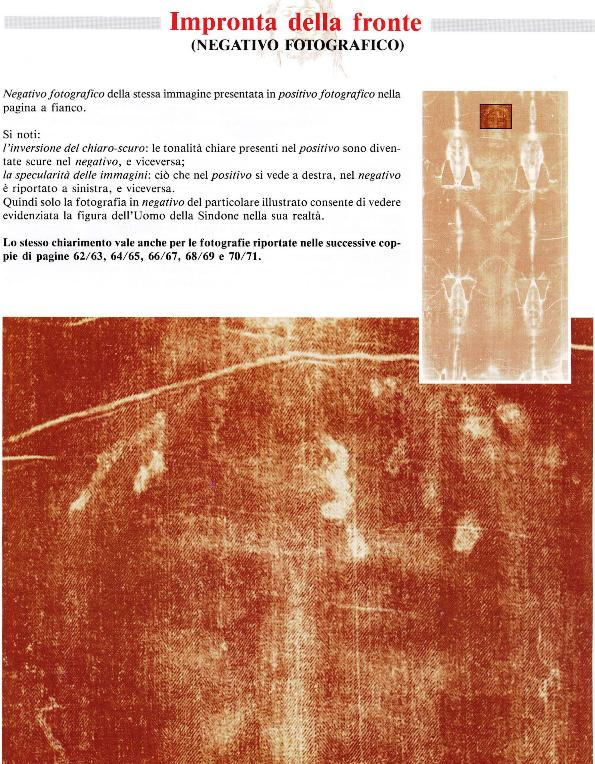 Impronta della fronte
(NEGATIVO FOTOGRAFICO)
Negativo fotografico della stessa immagine presentata in positivo fotografico nella
pagina a fianco.
Si noti:
l'inversione del chiaro-scuro: le tonalità chiare presenti nel positivo sono diven-
tate scure nel negativo, e viceversa;
la specularità delle immagini: ciò che nel positivo si vede a destra, nel negativo
è riportato a sinistra, e viceversa.
Quindi solo la fotografia in negativo del particolare illustrato consente di vedere
evidenziata la figura dell'Uomo della Sindone nella sua realtà.
Lo stesso chiarimento vale anche per le fotografie riportate nelle successive cop-
pie di pagine 62/63, 64/65, 66/67, 68/69 e 70/71.